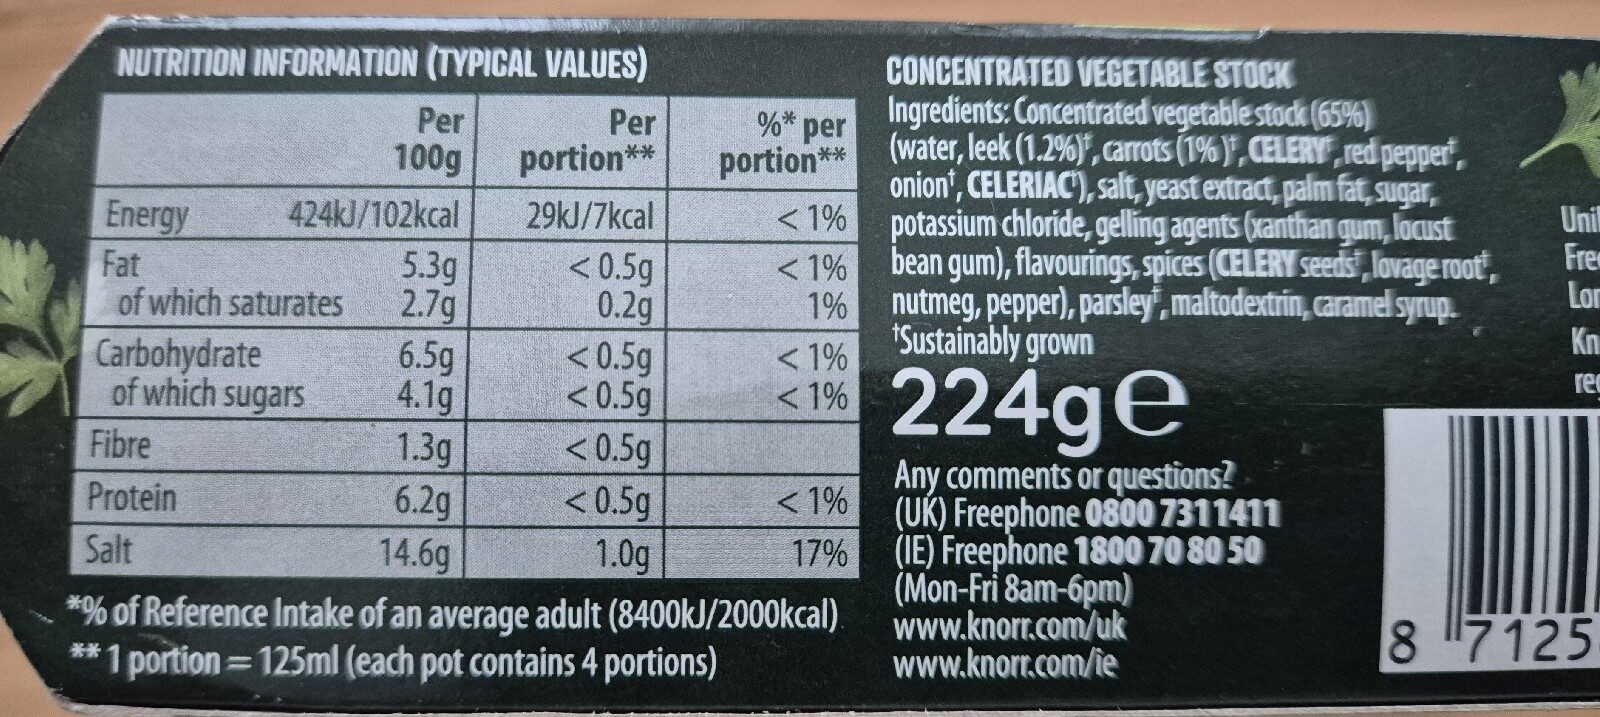 NUTRITION INFORMATION (TYPICAL VALUES)
Per 100g Per portion** %* per portion**
Energy 424kJ/102kcal 29kJ/7kcal < 1%
Fat 5.3g < 0.5g < 1%
of which saturates 2.7g 0.2g 1%
Carbohydrate 6.5g < 0.5g < 1%
of which sugars 4.1g < 0.5g < 1%
Fibre 1.3g < 0.5g
Protein 6.2g < 0.5g < 1%
Salt 14.6g 1.0g 17%
*% of Reference Intake of an average adult (8400kJ/2000kcal)
** 1 portion = 125ml (each pot contains 4 portions)
CONCENTRATED VEGETABLE STOCK
Ingredients: Concentrated vegetable stock (65%)
(water, leek (1.2%)†, carrots (1%)†, CELERY†, red pepper†,
onion†, CELERIAC†), salt, yeast extract, palm fat, sugar,
potassium chloride, gelling agents (xanthan gum, locust
bean gum), flavourings, spices (CELERY seeds†, lovage root†,
nutmeg, pepper), parsley†, maltodextrin, caramel syrup.
†Sustainably grown
224g℮
Any comments or questions?
(UK) Freephone 0800 7311411
(IE) Freephone 1800 70 80 50
(Mon-Fri 8am-6pm)
www.knorr.com/uk
www.knorr.com/ie
Unil
Fre
Lon
Kn
reg
8 7125